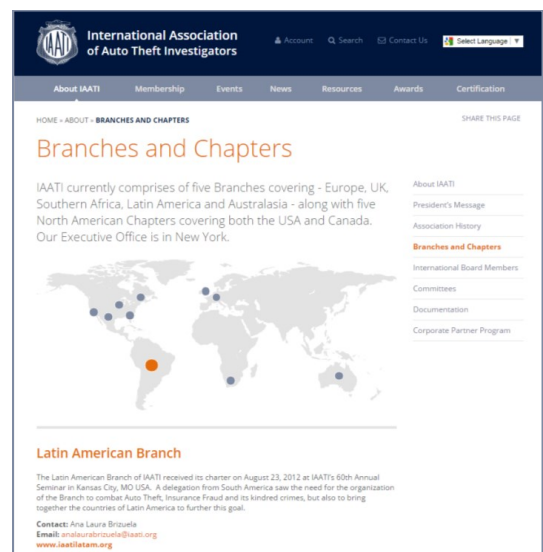 IAATI
International Association
of Auto Theft Investigators
Account
Search
Contact Us
Select Language
About IAATI
Membership
Events
News
Resources
Awards
Certification
HOME » ABOUT » BRANCHES AND CHAPTERS
SHARE THIS PAGE
Branches and Chapters
IAATI currently comprises of five Branches covering - Europe, UK,
Southern Africa, Latin America and Australasia - along with five
North American Chapters covering both the USA and Canada.
Our Executive Office is in New York.
About IAATI
President's Message
Association History
Branches and Chapters
International Board Members
Committees
Documentation
Corporate Partner Program
Latin American Branch
The Latin American Branch of IAATI received its charter on August 23, 2012 at IAATI's 60th Annual
Seminar in Kansas City, MO USA. A delegation from South America saw the need for the organization
of the Branch to combat Auto Theft, Insurance Fraud and its kindred crimes, but also to bring
together the countries of Latin America to further this goal.
Contact: Ana Laura Brizuela
Email: analaurabrizuela@iaati.org
www.iaatilatam.org